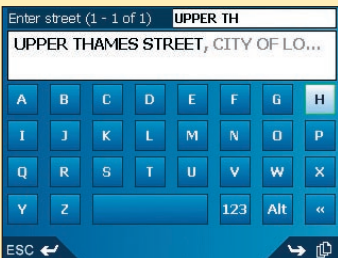 Enter street (1 - 1 of 1) UPPER TH
UPPER THAMES STREET, CITY OF LO...
A B C D E F G H
I J K L M N O P
Q R S T U V W X
Y Z 123 Alt «
ESC